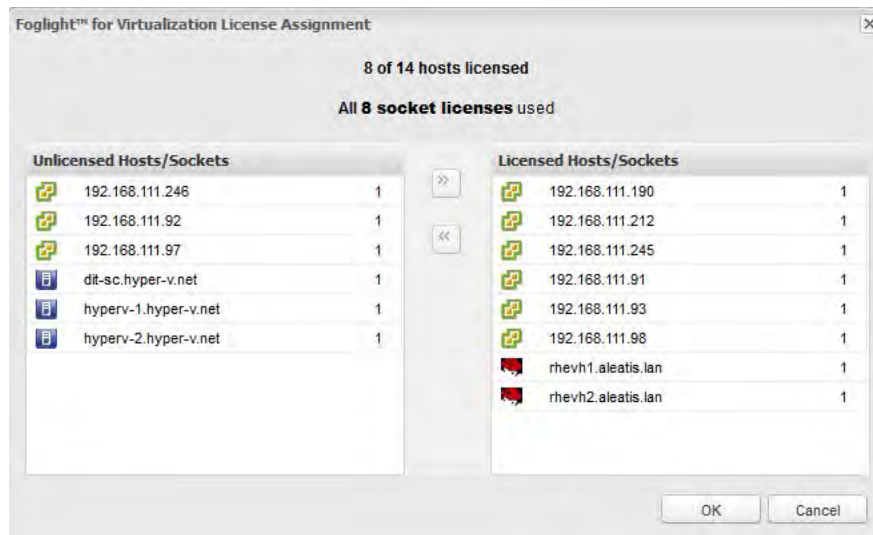 Foglight™ for Virtualization License Assignment
8 of 14 hosts licensed
All 8 socket licenses used
Unlicensed Hosts/Sockets
192.168.111.246 1
192.168.111.92 1
192.168.111.97 1
dit-sc.hyper-v.net 1
hyperv-1.hyper-v.net 1
hyperv-2.hyper-v.net 1
>>
<<
Licensed Hosts/Sockets
192.168.111.190 1
192.168.111.212 1
192.168.111.245 1
192.168.111.91 1
192.168.111.93 1
192.168.111.98 1
rhevh1.aleatis.lan 1
rhevh2.aleatis.lan 1
OK Cancel